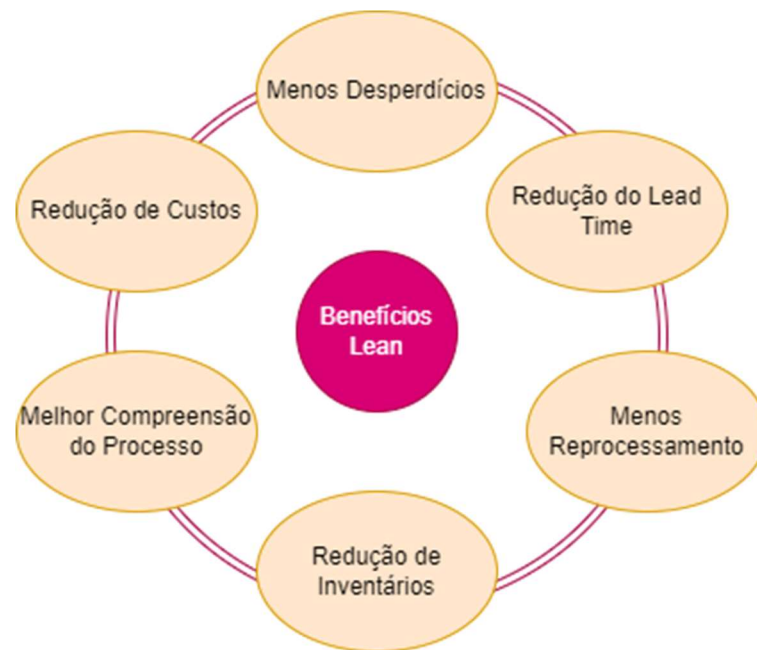 Menos Desperdícios
Redução do Lead
Time
Menos
Reprocessamento
Redução de
Inventários
Melhor Compreensão
do Processo
Redução de Custos
Benefícios
Lean